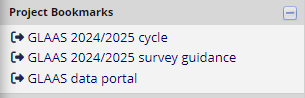 Project Bookmarks
GLAAS 2024/2025 cycle
GLAAS 2024/2025 survey guidance
GLAAS data portal